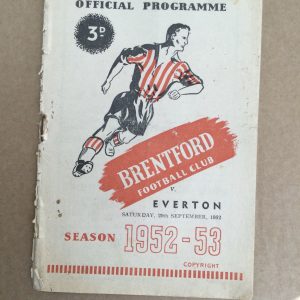 OFFICIAL PROGRAMME
3D
BRENTFORD
FOOTBALL CLUB
v.
EVERTON
SATURDAY, 20th SEPTEMBER, 1952
SEASON 1952-53
COPYRIGHT